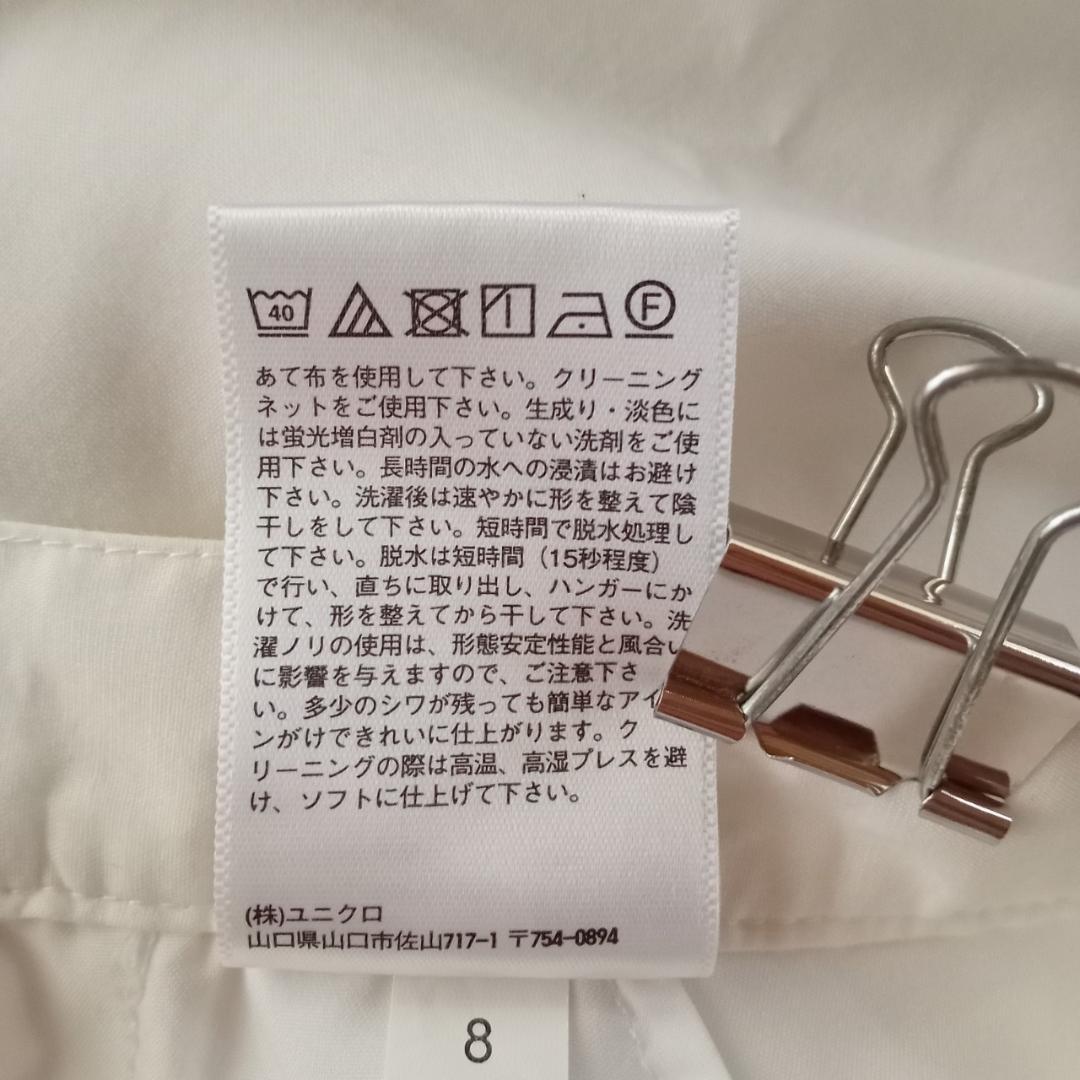 40 F
あて布を使用して下さい。クリーニング
ネットをご使用下さい。生成り・淡色に
は蛍光増白剤の入っていない洗剤をご使
用下さい。長時間の水への浸漬はお避け
下さい。洗濯後は速やかに形を整えて陰
干しをして下さい。短時間で脱水処理し
て下さい。脱水は短時間（15秒程度）
で行い、直ちに取り出し、ハンガーにか
けて、形を整えてから干して下さい。洗
濯ノリの使用は、形態安定性能と風合い
に影響を与えますので、ご注意下さ
い。多少のシワが残っても簡単なアイ
ンがけできれいに仕上がります。ク
リーニングの際は高温、高湿プレスを避
け、ソフトに仕上げて下さい。
(株)ユニクロ
山口県山口市佐山717-1 〒754-0894
8